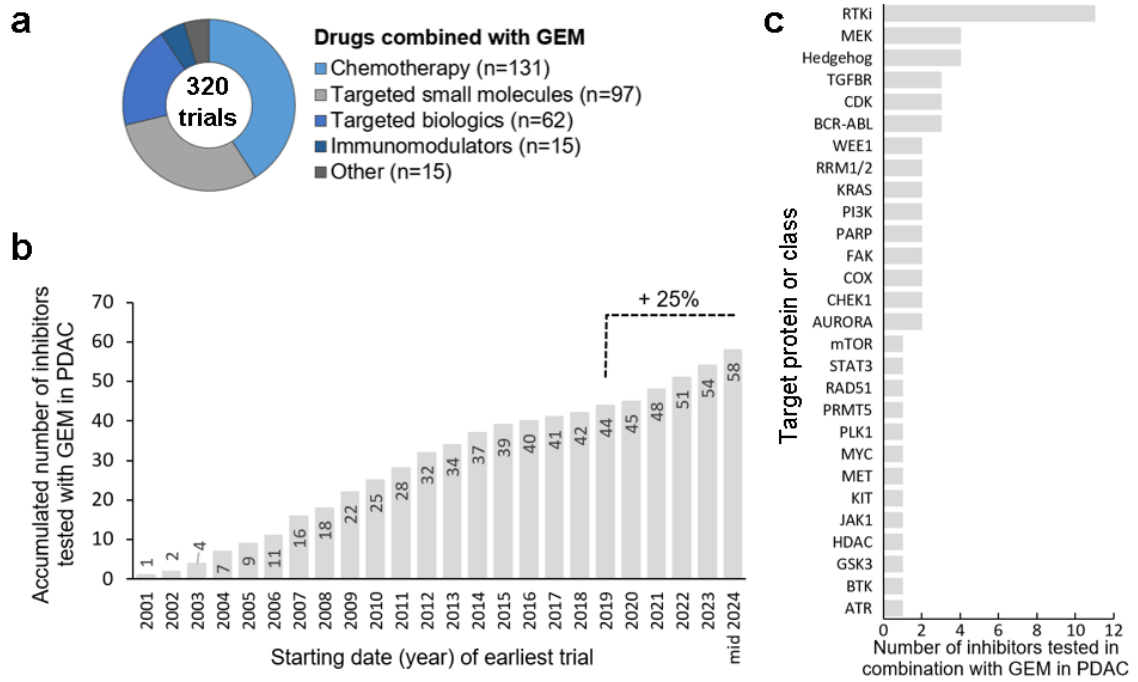 a
320
trials
Drugs combined with GEM
Chemotherapy (n=131)
Targeted small molecules (n=97)
Targeted biologics (n=62)
Immunomodulators (n=15)
Other (n=15)
b
Accumulated number of inhibitors
tested with GEM in PDAC
70
60
50
40
30
20
10
0
+ 25%
1
2
4
7
9
11
16
18
22
25
28
32
34
37
39
40
41
42
44
45
48
51
54
58
2001
2002
2003
2004
2005
2006
2007
2008
2009
2010
2011
2012
2013
2014
2015
2016
2017
2018
2019
2020
2021
2022
2023
mid 2024
Starting date (year) of earliest trial
c
Target protein or class
RTKi
MEK
Hedgehog
TGFBR
CDK
BCR-ABL
WEE1
RRM1/2
KRAS
PI3K
PARP
FAK
COX
CHEK1
AURORA
mTOR
STAT3
RAD51
PRMT5
PLK1
MYC
MET
KIT
JAK1
HDAC
GSK3
BTK
ATR
0 2 4 6 8 10 12
Number of inhibitors tested in
combination with GEM in PDAC